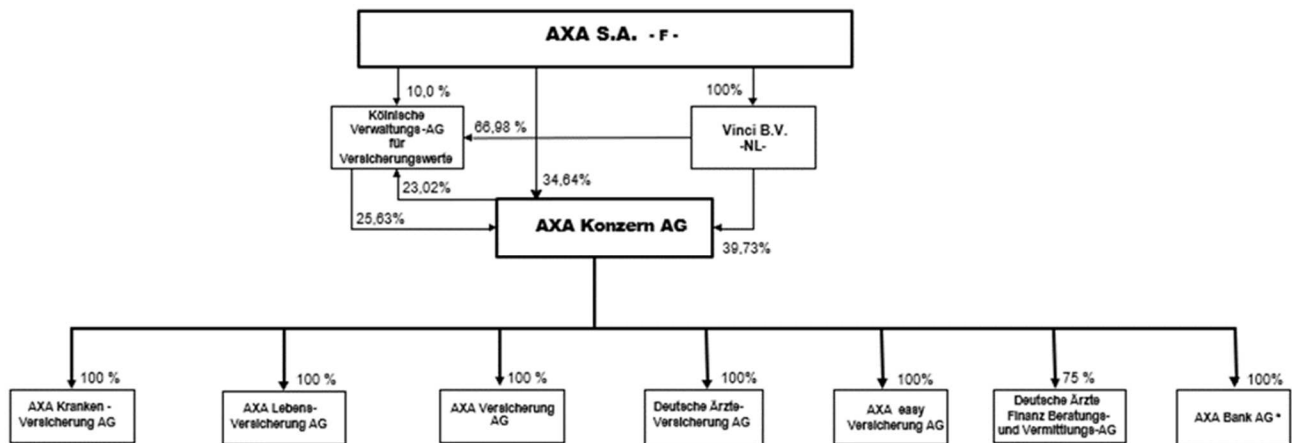 AXA S.A. - F -
10,0 %
100%
Kölnische
Verwaltungs-AG
für
Versicherungswerte
66,98 %
Vinci B.V.
-NL-
23,02%
34,64%
25,63%
AXA Konzern AG
39,73%
100 %
100 %
100 %
100%
100%
75 %
100%
AXA Kranken -
Versicherung AG
AXA Lebens-
Versicherung AG
AXA Versicherung
AG
Deutsche Ärzte-
Versicherung AG
AXA easy
Versicherung AG
Deutsche Ärzte
Finanz Beratungs-
und Vermittlungs-AG
AXA Bank AG *